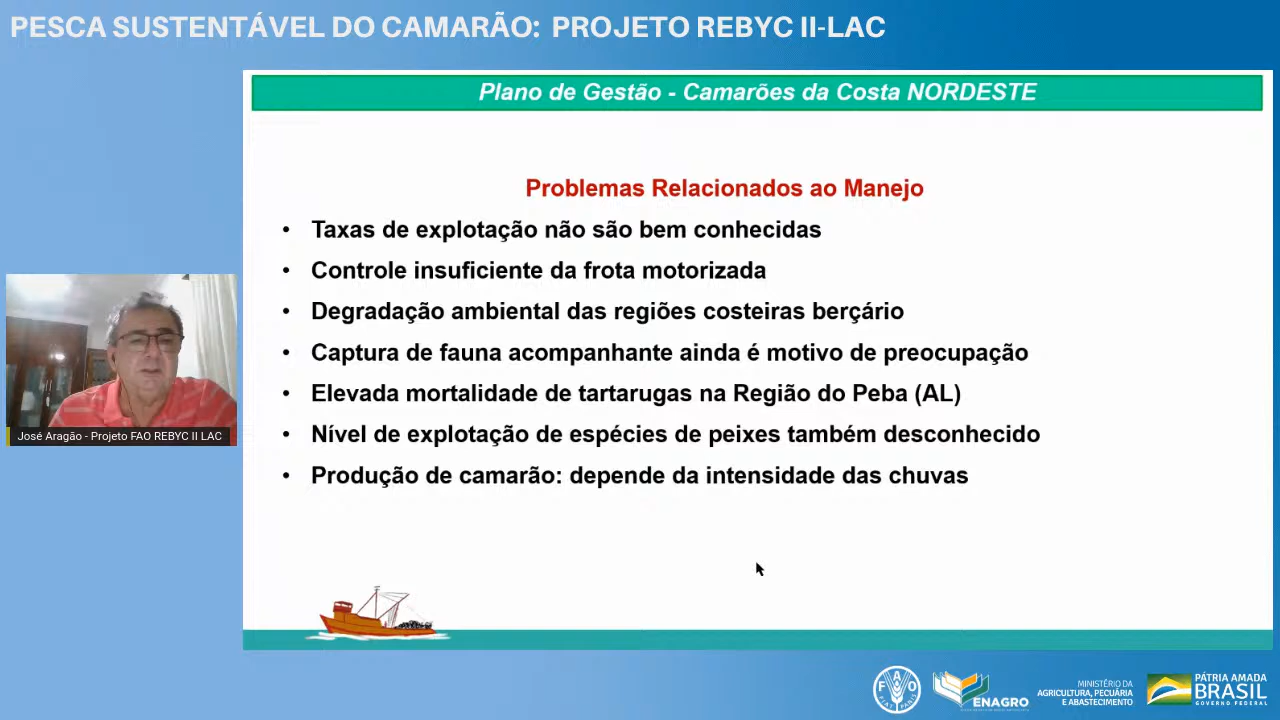 PESCA SUSTENTÁVEL DO CAMARÃO: PROJETO REBYC II-LAC
Plano de Gestão - Camarões da Costa NORDESTE
Problemas Relacionados ao Manejo
• Taxas de explotação não são bem conhecidas
• Controle insuficiente da frota motorizada
• Degradação ambiental das regiões costeiras berçário
• Captura de fauna acompanhante ainda é motivo de preocupação
• Elevada mortalidade de tartarugas na Região do Peba (AL)
• Nível de explotação de espécies de peixes também desconhecido
• Produção de camarão: depende da intensidade das chuvas
José Aragão - Projeto FAO REBYC II LAC
FAO
FIAT PANIS
ENAGRO
MINISTÉRIO DA
AGRICULTURA, PECUÁRIA
E ABASTECIMENTO
PÁTRIA AMADA
BRASIL
GOVERNO FEDERAL